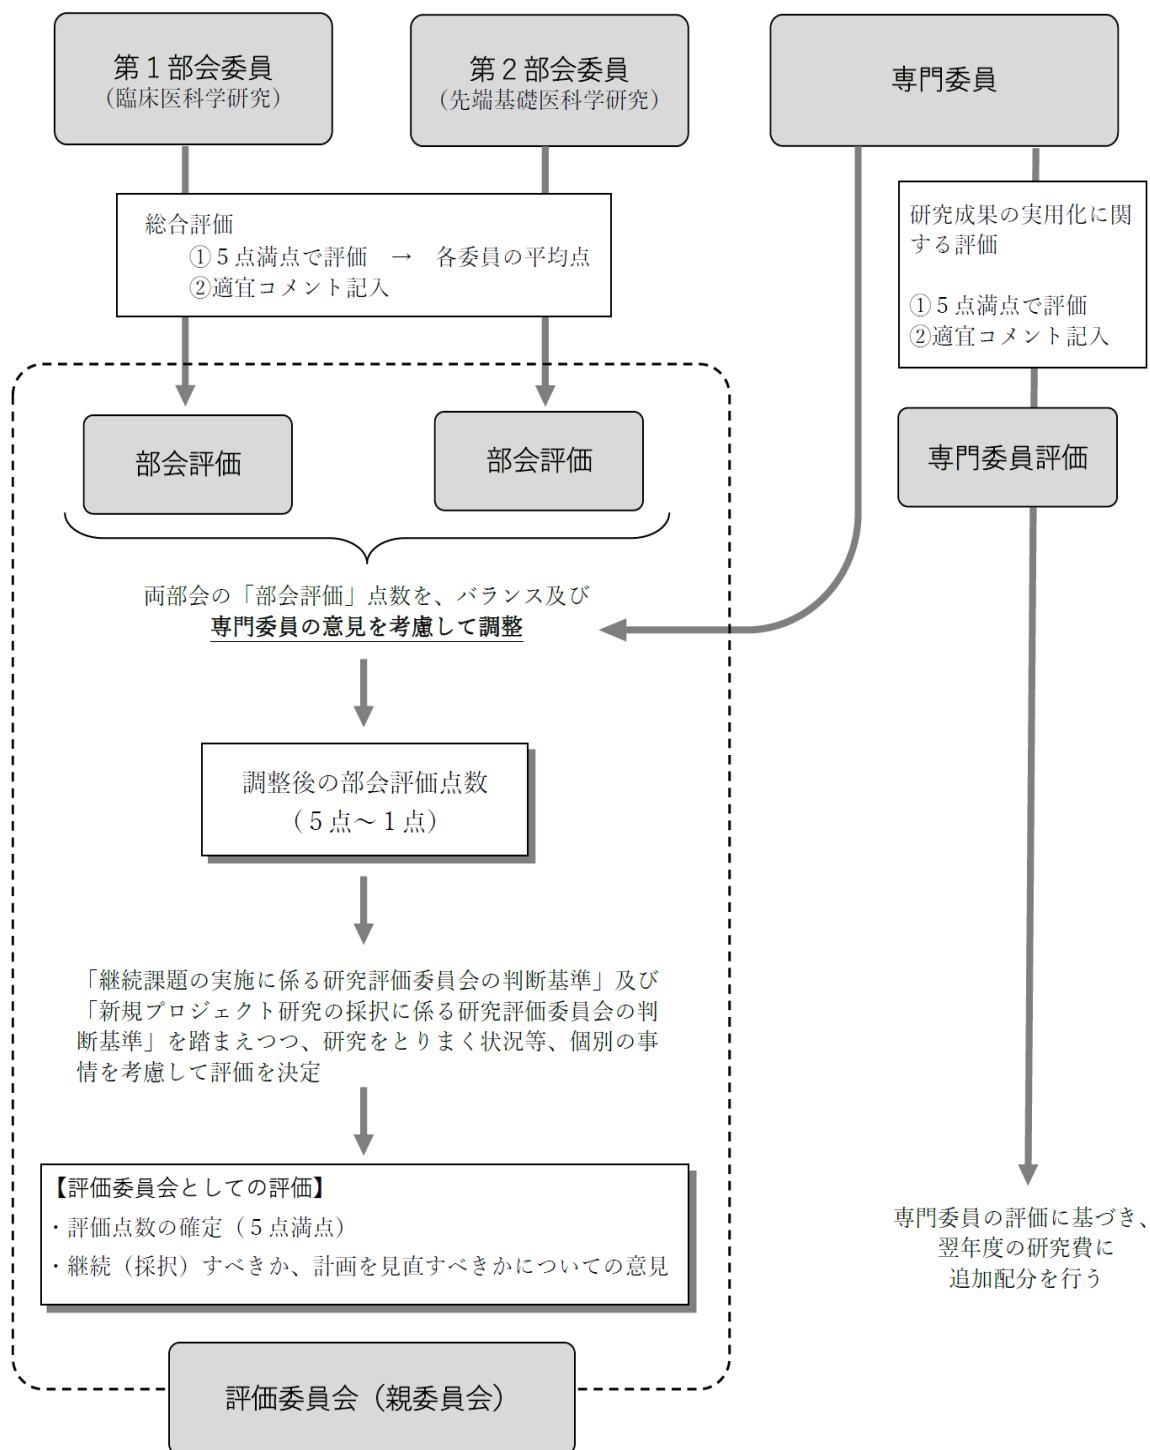 第１部会委員
（臨床医科学研究）
第２部会委員
（先端基礎医科学研究）
専門委員
総合評価
①５点満点で評価　→　各委員の平均点
②適宜コメント記入
研究成果の実用化に関
する評価
①５点満点で評価
②適宜コメント記入
部会評価
部会評価
専門委員評価
両部会の「部会評価」点数を、バランス及び
専門委員の意見を考慮して調整
調整後の部会評価点数
（５点～１点）
「継続課題の実施に係る研究評価委員会の判断基準」及び
「新規プロジェクト研究の採択に係る研究評価委員会の判
断基準」を踏まえつつ、研究をとりまく状況等、個別の事
情を考慮して評価を決定
【評価委員会としての評価】
・評価点数の確定（５点満点）
・継続（採択）すべきか、計画を見直すべきかについての意見
専門委員の評価に基づき、
翌年度の研究費に
追加配分を行う
評価委員会（親委員会）